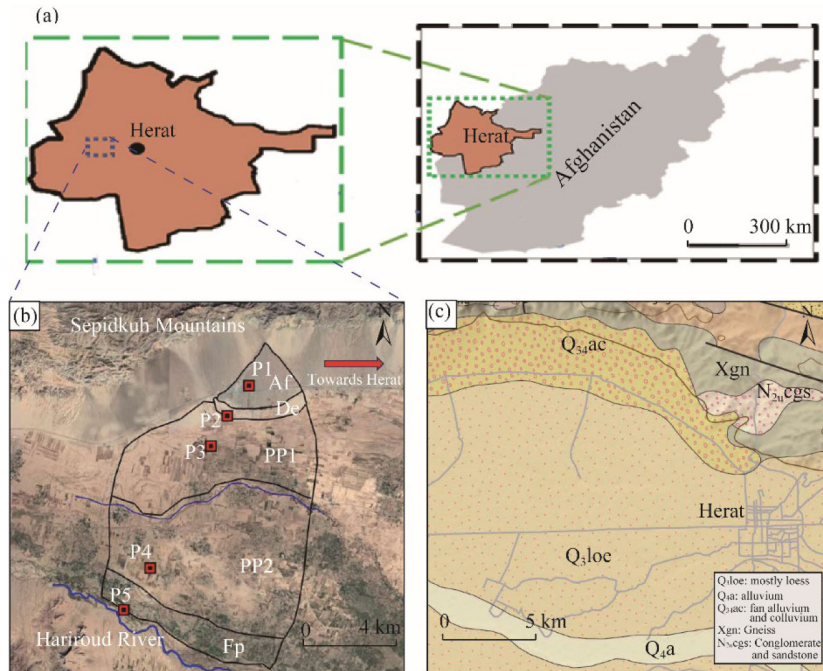 (a)
Herat
Herat
Afghanistan
0 300 km
(b)
Sepidkuh Mountains
N
P1
Af
Towards Herat
De
P2
P3
PP1
P4
PP2
P5
Hariroud River
Fp
0 4 km
(c)
N
Q₃₄ac
Xgn
N₂ᵤcgs
Herat
Q₃loc
0 5 km
Q₄a
Q₃loe: mostly loess
Q₄a: alluvium
Q₃₄ac: fan alluvium
and colluvium
Xgn: Gneiss
N₂ᵤcgs: Conglomerate
and sandstone